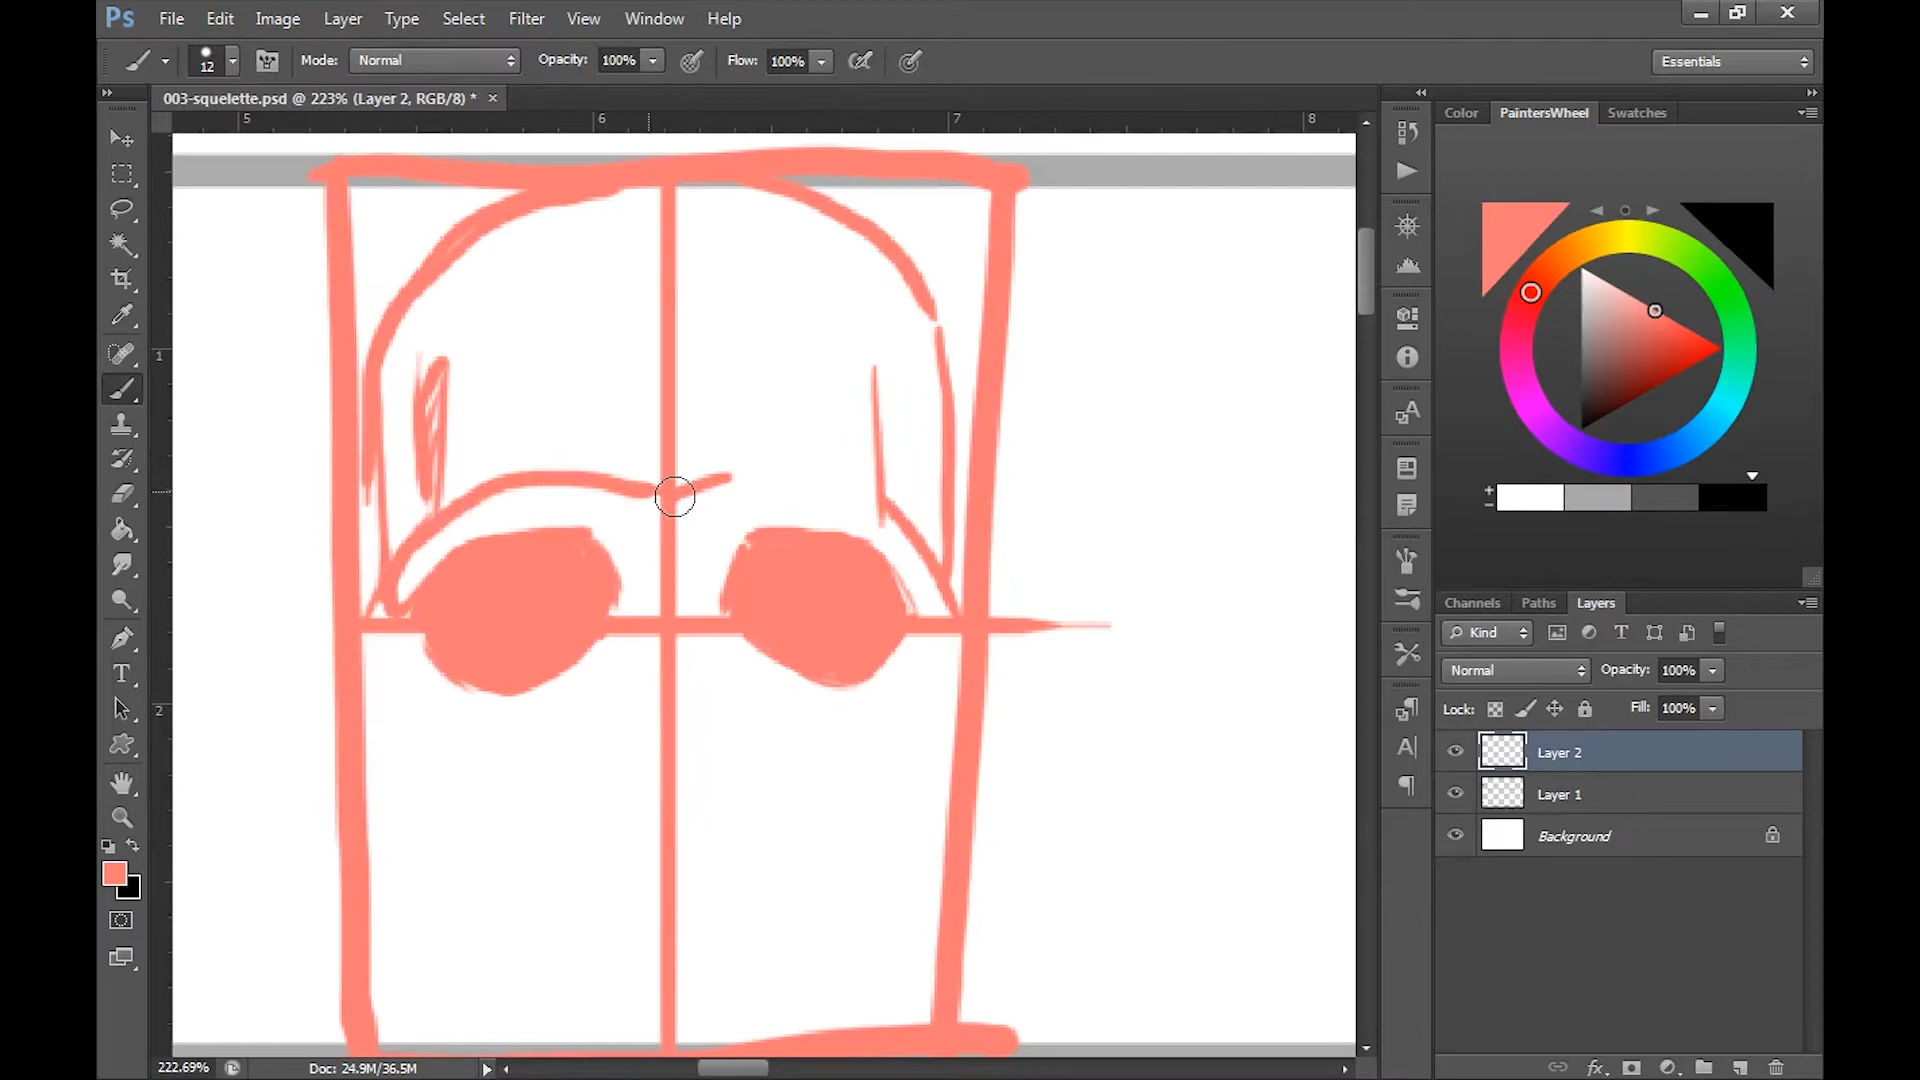 Ps File Edit Image Layer Type Select Filter View Window Help
12 Mode: Normal Opacity: 100% Flow: 100% Essentials
003-squelette.psd @ 223% (Layer 2, RGB/8) * ×
5 6 7 8
1
2
Color PaintersWheel Swatches
Channels Paths Layers
Kind
Normal Opacity: 100%
Lock: Fill: 100%
Layer 2
Layer 1
Background
222.69% Doc: 24.9M/36.5M
fx